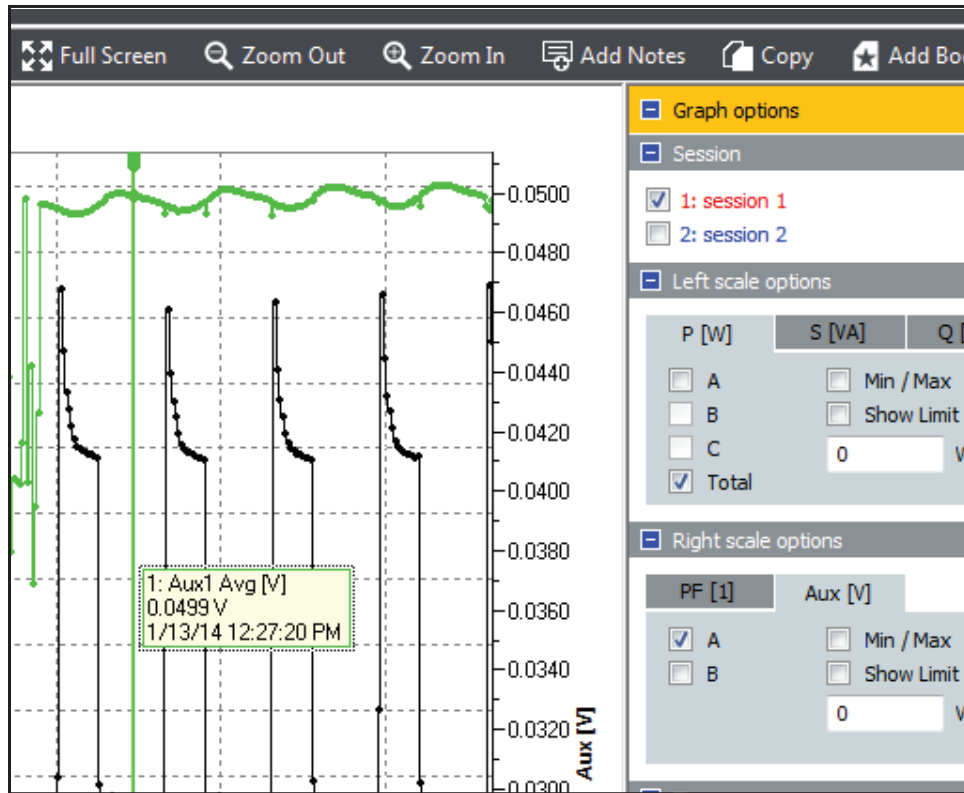 Full Screen Zoom Out Zoom In Add Notes Copy Add Bo
Graph options
Session
1: session 1
2: session 2
Left scale options
P [W] S [VA] Q [
A Min / Max
B Show Limit
C 0 W
Total
Right scale options
PF [1] Aux [V]
A Min / Max
B Show Limit
0 W
0.0500
0.0480
0.0460
0.0440
0.0420
0.0400
0.0380
0.0360
0.0340
0.0320
0.0300
Aux [V]
1: Aux1 Avg [V]
0.0499 V
1/13/14 12:27:20 PM